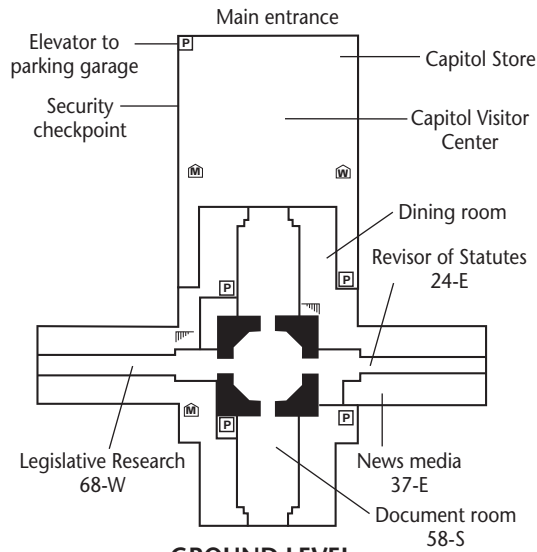 Main entrance
Elevator to
parking garage
P
Capitol Store
Security
checkpoint
Capitol Visitor
Center
M
W
Dining room
Revisor of Statutes
24-E
P
P
M
P
P
Legislative Research
68-W
News media
37-E
Document room
58-S
GROUND LEVEL